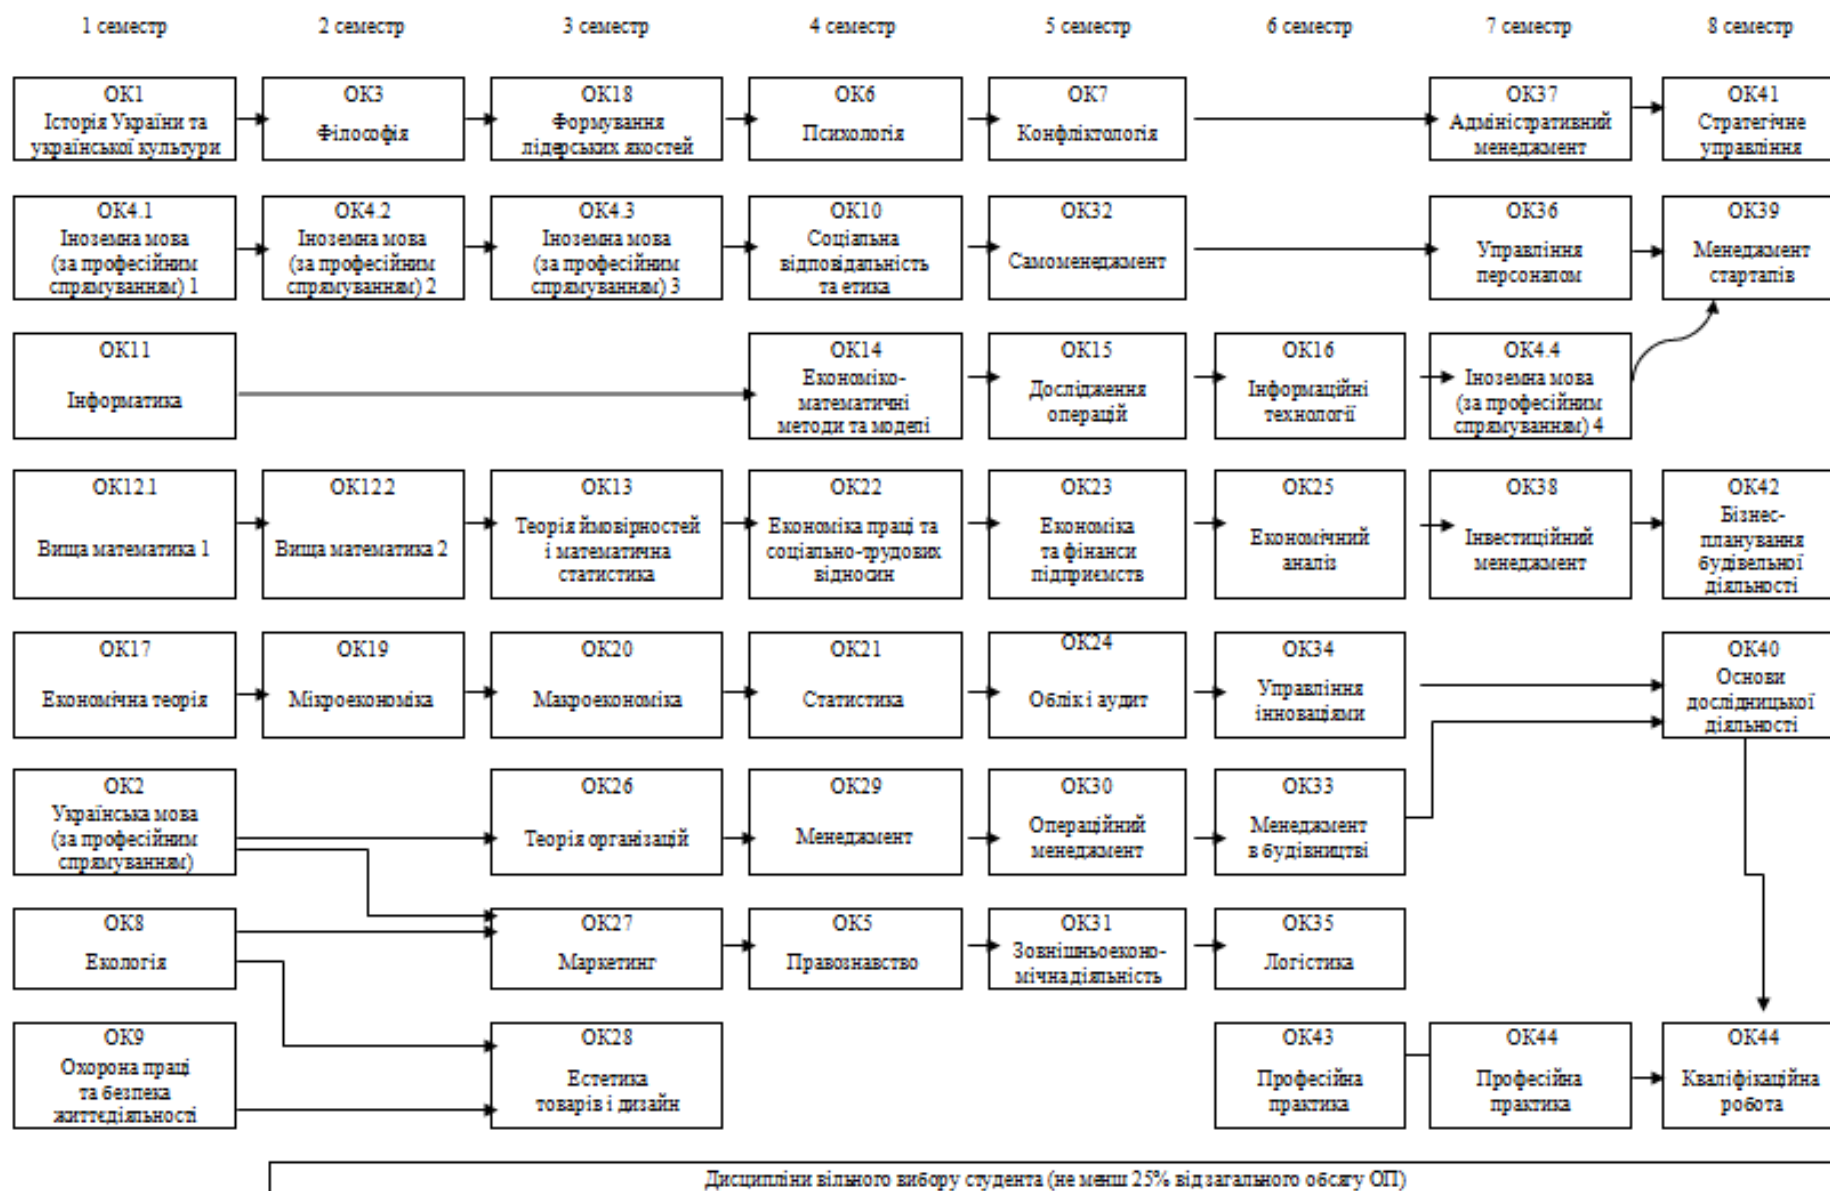 1 семестр
2 семестр
3 семестр
4 семестр
5 семестр
6 семестр
7 семестр
8 семестр
ОК1
Історія України та
української культури
ОК3
Філософія
ОК18
Формування
лідерських якостей
ОК6
Психологія
ОК7
Конфліктологія
ОК37
Адміністративний
менеджмент
ОК41
Стратегічне
управління
ОК4.1
Іноземна мова
(за професійним
спрямуванням) 1
ОК4.2
Іноземна мова
(за професійним
спрямуванням) 2
ОК4.3
Іноземна мова
(за професійним
спрямуванням) 3
ОК10
Соціальна
відповідальність
та етика
ОК32
Самоменеджмент
ОК36
Управління
персоналом
ОК39
Менеджмент
стартапів
ОК11
Інформатика
ОК14
Економіко-
математичні
методи та моделі
ОК15
Дослідження
операцій
ОК16
Інформаційні
технології
ОК4.4
Іноземна мова
(за професійним
спрямуванням) 4
ОК12.1
Вища математика 1
ОК12.2
Вища математика 2
ОК13
Теорія ймовірностей
і математична
статистика
ОК22
Економіка праці та
соціально-трудових
відносин
ОК23
Економіка
та фінанси
підприємств
ОК25
Економічний
аналіз
ОК38
Інвестиційний
менеджмент
ОК42
Бізнес-
планування
будівельної
діяльності
ОК17
Економічна теорія
ОК19
Мікроекономіка
ОК20
Макроекономіка
ОК21
Статистика
ОК24
Облік і аудит
ОК34
Управління
інноваціями
ОК40
Основи
дослідницької
діяльності
ОК2
Українська мова
(за професійним
спрямуванням)
ОК26
Теорія організацій
ОК29
Менеджмент
ОК30
Операційний
менеджмент
ОК33
Менеджмент
в будівництві
ОК8
Екологія
ОК27
Маркетинг
ОК5
Правознавство
ОК31
Зовнішньоеконо-
мічна діяльність
ОК35
Логістика
ОК9
Охорона праці
та безпека
життєдіяльності
ОК28
Естетика
товарів і дизайн
ОК43
Професійна
практика
ОК44
Професійна
практика
ОК44
Кваліфікаційна
робота
Дисципліни вільного вибору студента (не менш 25% від загального обсягу ОП)